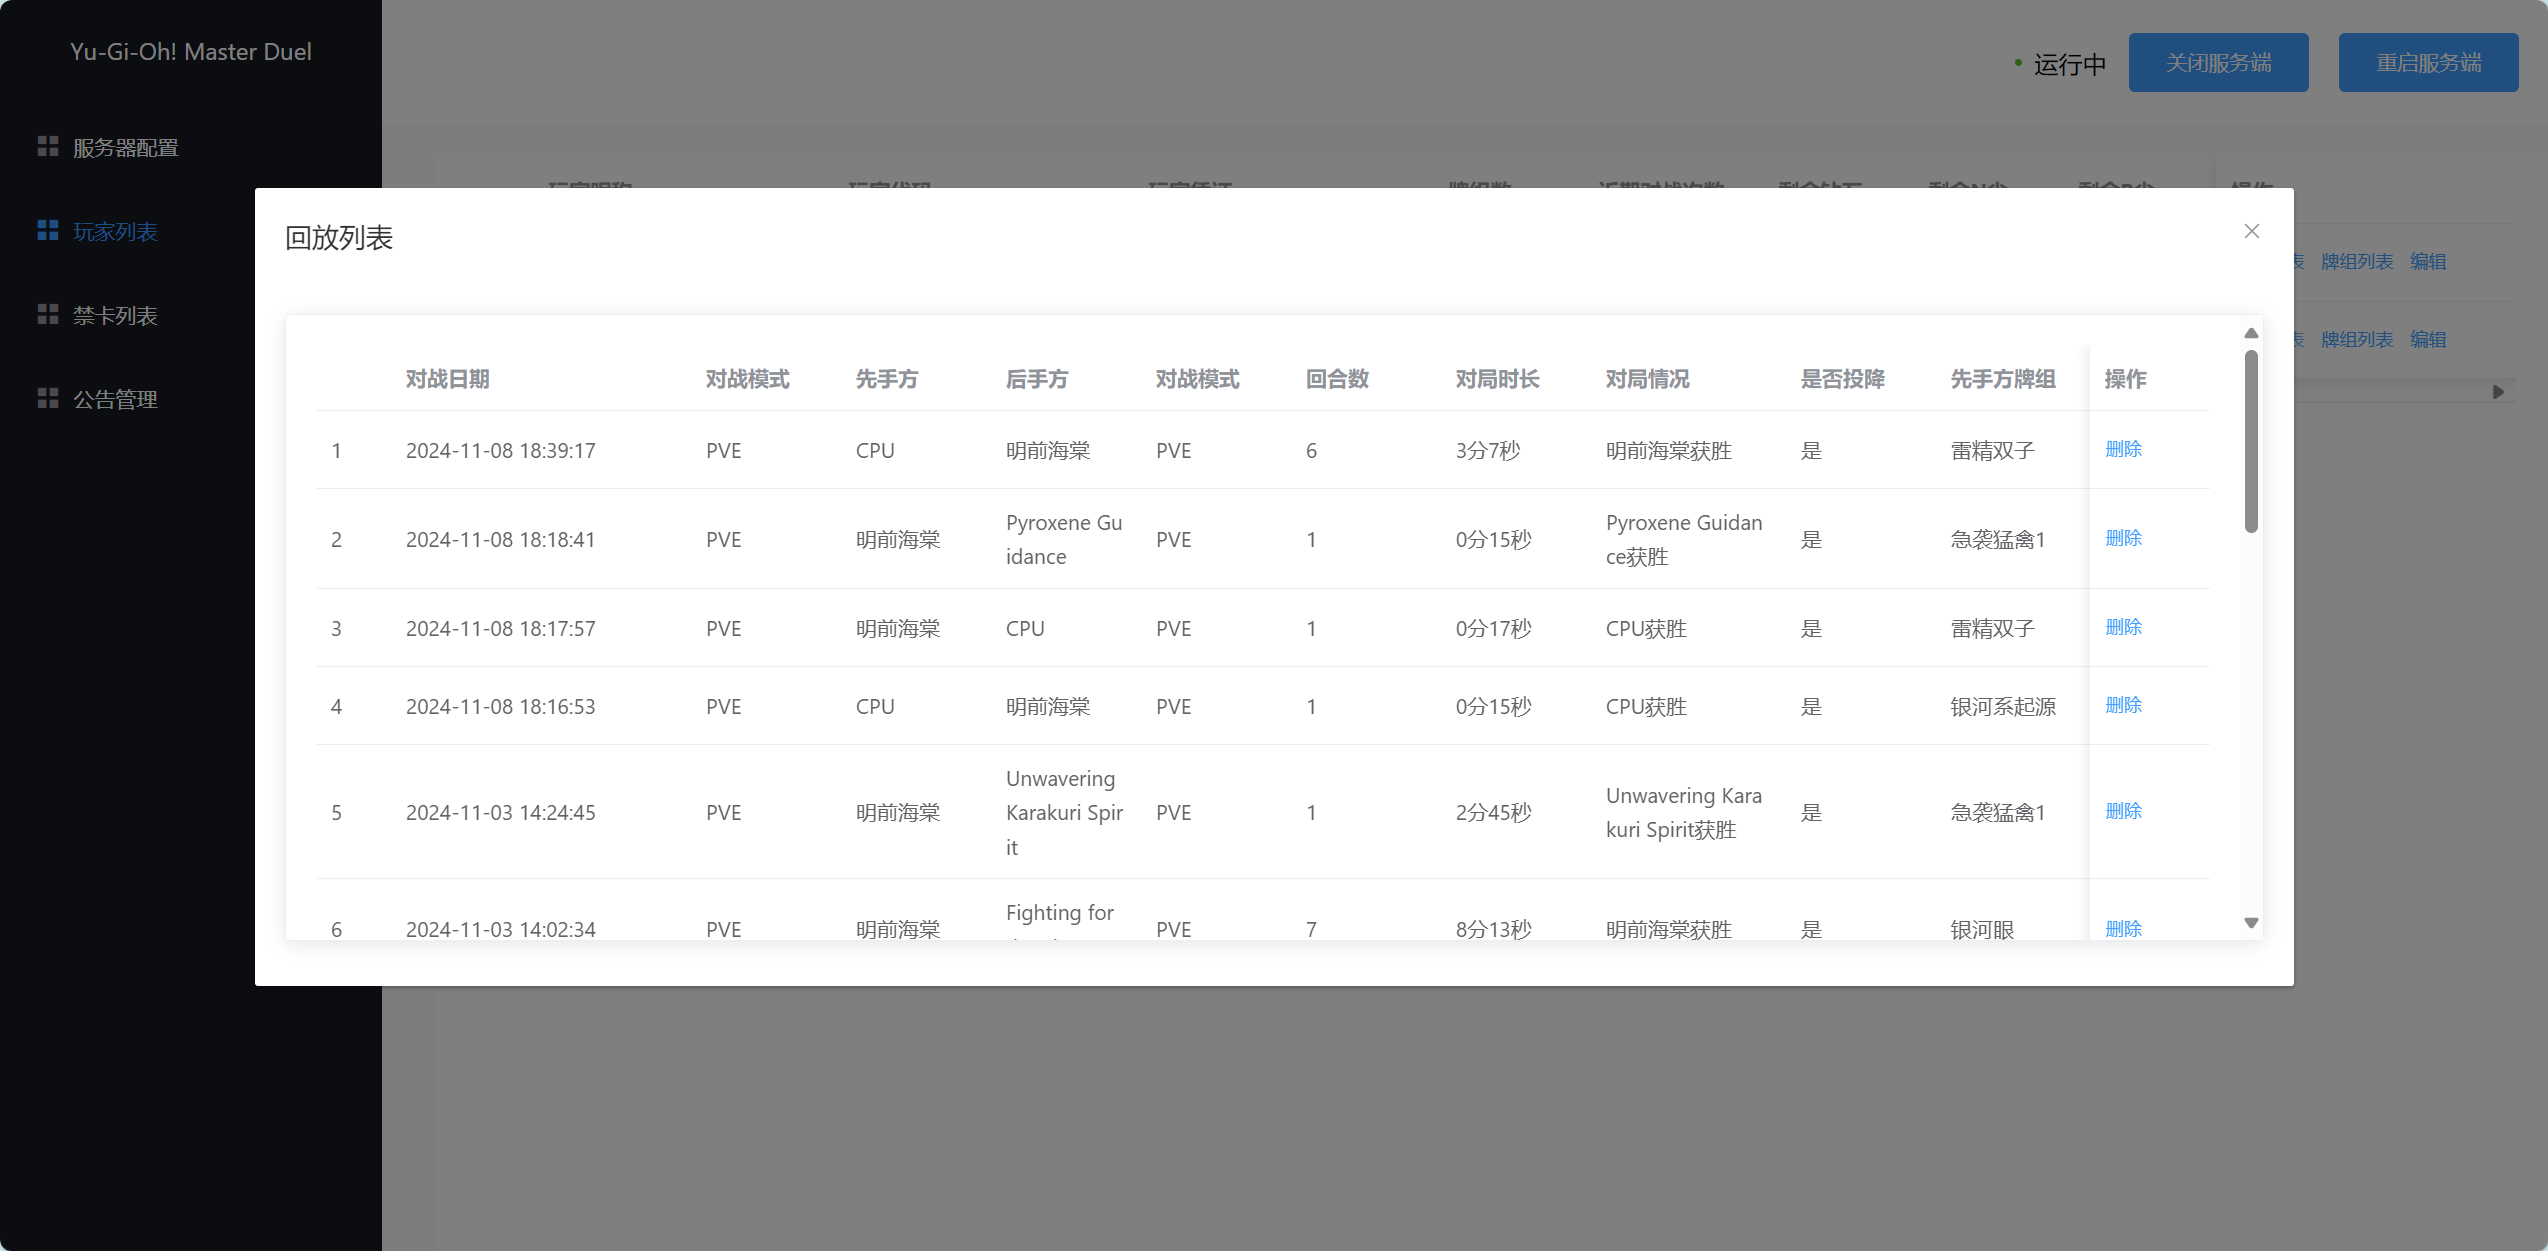 Yu-Gi-Oh! Master Duel
运行中
关闭服务端
重启服务端
服务器配置
玩家列表
禁卡列表
公告管理
牌组列表 编辑
牌组列表 编辑
回放列表
对战日期 对战模式 先手方 后手方 对战模式 回合数 对局时长 对局情况 是否投降 先手方牌组 操作
1 2024-11-08 18:39:17 PVE CPU 明前海棠 PVE 6 3分7秒 明前海棠获胜 是 雷精双子 删除
2 2024-11-08 18:18:41 PVE 明前海棠 Pyroxene Gu
idance PVE 1 0分15秒 Pyroxene Guidan
ce获胜 是 急袭猛禽1 删除
3 2024-11-08 18:17:57 PVE 明前海棠 CPU PVE 1 0分17秒 CPU获胜 是 雷精双子 删除
4 2024-11-08 18:16:53 PVE CPU 明前海棠 PVE 1 0分15秒 CPU获胜 是 银河系起源 删除
5 2024-11-03 14:24:45 PVE 明前海棠 Unwavering
Karakuri Spir
it PVE 1 2分45秒 Unwavering Kara
kuri Spirit获胜 是 急袭猛禽1 删除
6 2024-11-03 14:02:34 PVE 明前海棠 Fighting for PVE 7 8分13秒 明前海棠获胜 是 银河眼 删除